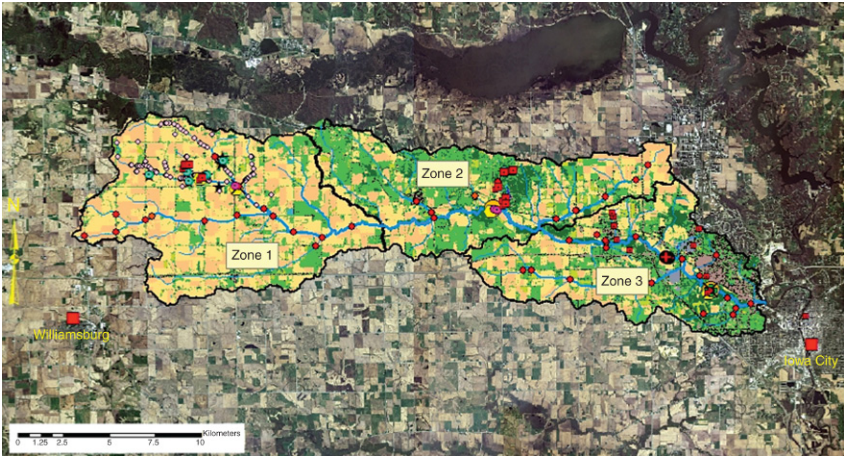 Zone 2
Zone 1
Zone 3
N
Williamsburg
Iowa City
Kilometers
0 1.25 2.5 5 7.5 10